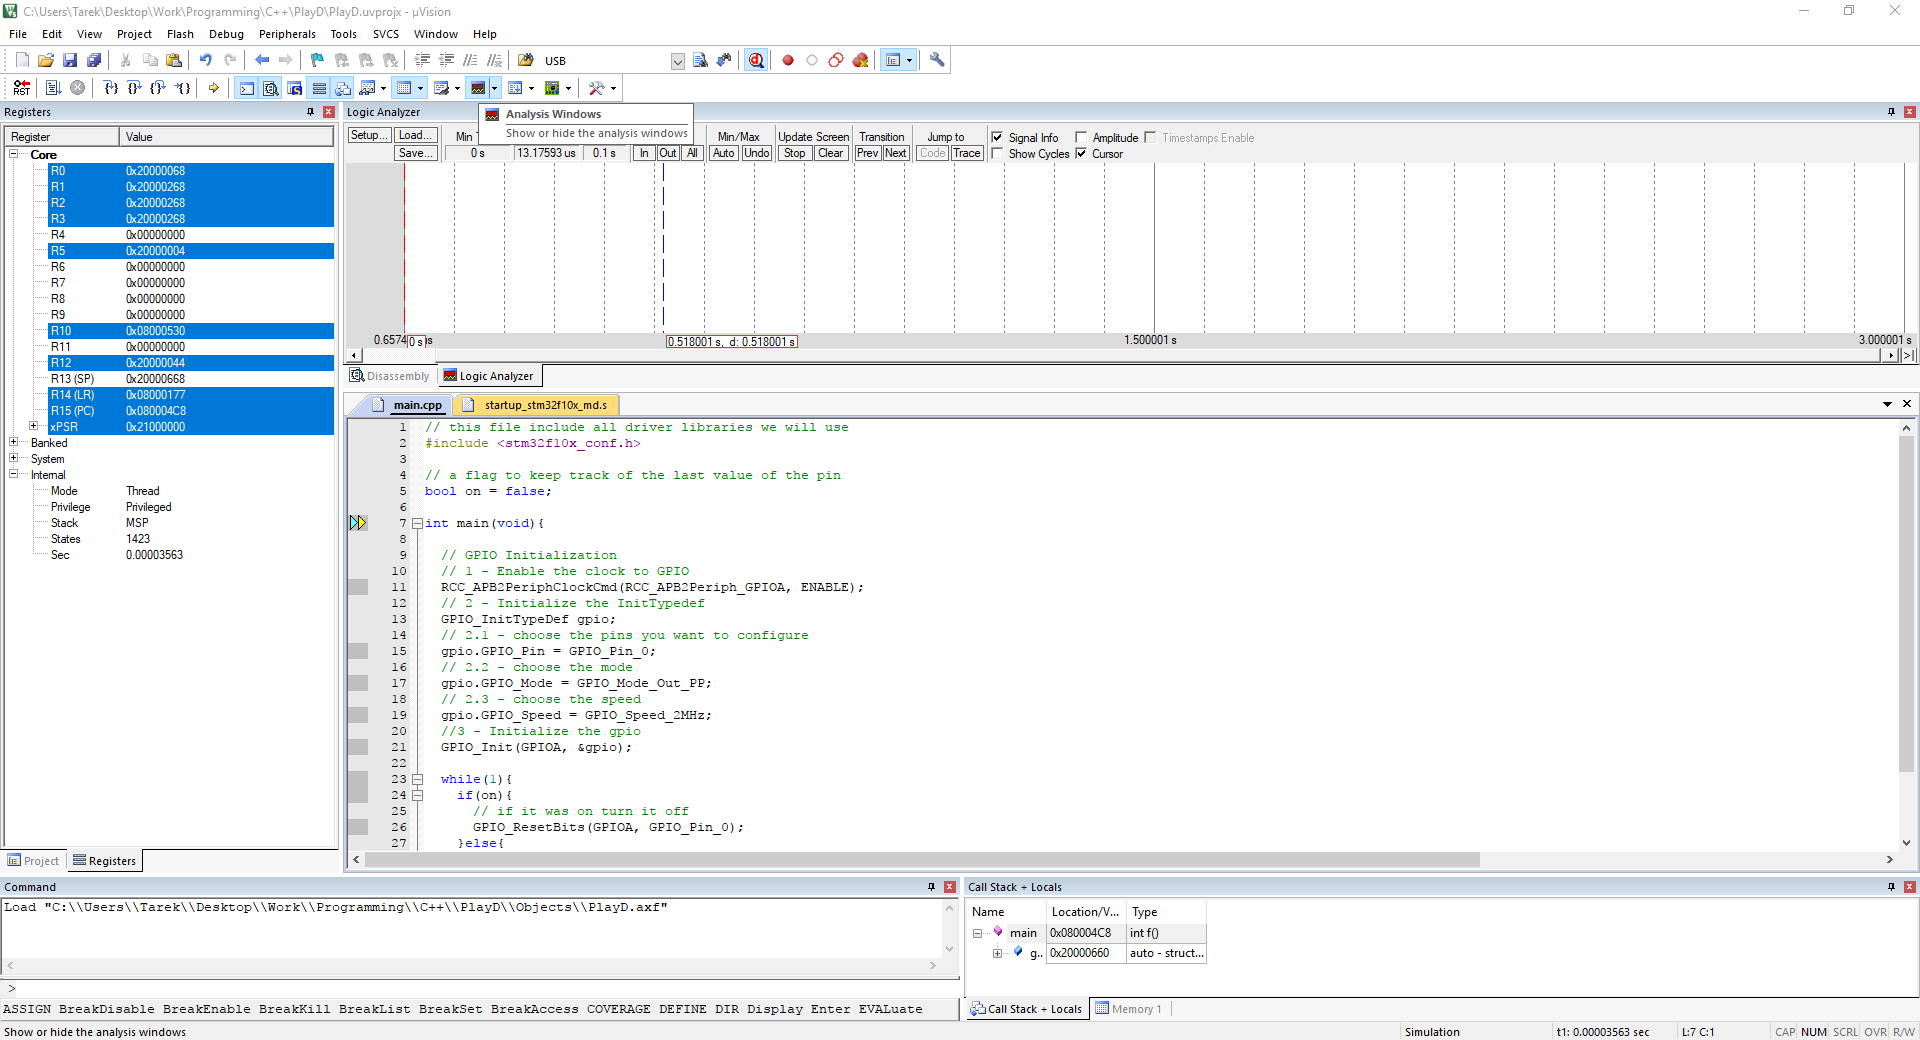 C:\Users\Tarek\Desktop\Work\Programming\C++\PlayD\PlayD.uvprojx - µVision
File Edit View Project Flash Debug Peripherals Tools SVCS Window Help
USB
RST
Registers
Register Value
Core
R0 0x20000068
R1 0x20000268
R2 0x20000268
R3 0x20000268
R4 0x00000000
R5 0x20000004
R6 0x00000000
R7 0x00000000
R8 0x00000000
R9 0x00000000
R10 0x08000530
R11 0x00000000
R12 0x20000044
R13 (SP) 0x20000668
R14 (LR) 0x08000177
R15 (PC) 0x080004C8
xPSR 0x21000000
Banked
System
Internal
Mode Thread
Privilege Privileged
Stack MSP
States 1423
Sec 0.00003563
Project Registers
Logic Analyzer
Analysis Windows
Show or hide the analysis windows
Setup... Load... Min Min/Max Update Screen Transition Jump to Signal Info Amplitude Timestamps Enable
Save... 0 s 13.17593 us 0.1 s In Out All Auto Undo Stop Clear Prev Next Code Trace Show Cycles Cursor
0.6574 0 s s 0.518001 s, d: 0.518001 s 1.500001 s 3.000001 s
Disassembly Logic Analyzer
main.cpp startup_stm32f10x_md.s
1 // this file include all driver libraries we will use
2 #include <stm32f10x_conf.h>
3
4 // a flag to keep track of the last value of the pin
5 bool on = false;
6
7 int main(void){
8
9 // GPIO Initialization
10 // 1 - Enable the clock to GPIO
11 RCC_APB2PeriphClockCmd(RCC_APB2Periph_GPIOA, ENABLE);
12 // 2 - Initialize the InitTypedef
13 GPIO_InitTypeDef gpio;
14 // 2.1 - choose the pins you want to configure
15 gpio.GPIO_Pin = GPIO_Pin_0;
16 // 2.2 - choose the mode
17 gpio.GPIO_Mode = GPIO_Mode_Out_PP;
18 // 2.3 - choose the speed
19 gpio.GPIO_Speed = GPIO_Speed_2MHz;
20 //3 - Initialize the gpio
21 GPIO_Init(GPIOA, &gpio);
22
23 while(1){
24 if(on){
25 // if it was on turn it off
26 GPIO_ResetBits(GPIOA, GPIO_Pin_0);
27 }else{
Command
Load "C:\\Users\\Tarek\\Desktop\\Work\\Programming\\C++\\PlayD\\Objects\\PlayD.axf"
>
ASSIGN BreakDisable BreakEnable BreakKill BreakList BreakSet BreakAccess COVERAGE DEFINE DIR Display Enter EVALuate
Call Stack + Locals
Name Location/V... Type
main 0x080004C8 int f()
g.. 0x20000660 auto - struct...
Call Stack + Locals Memory 1
Show or hide the analysis windows Simulation t1: 0.00003563 sec L:7 C:1 CAP NUM SCRL OVR R/W